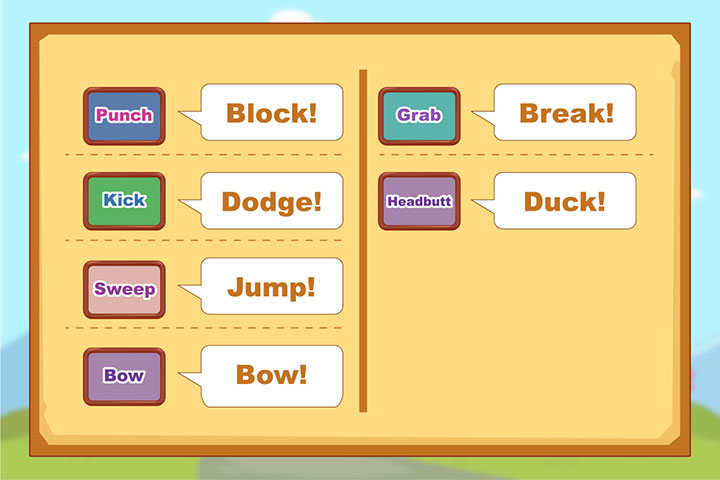 Punch
Block!
Kick
Dodge!
Sweep
Jump!
Bow
Bow!
Grab
Break!
Headbutt
Duck!